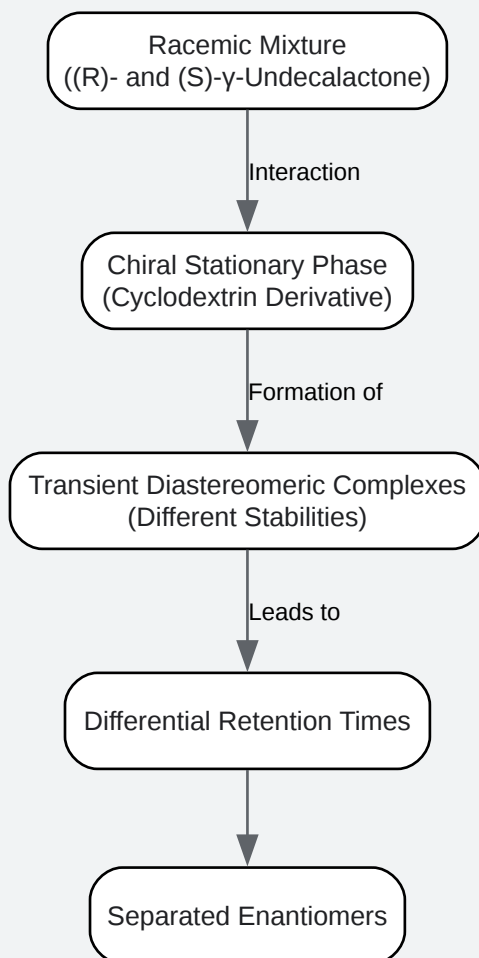 Racemic Mixture
((R)- and (S)-γ-Undecalactone)
Interaction
Chiral Stationary Phase
(Cyclodextrin Derivative)
Formation of
Transient Diastereomeric Complexes
(Different Stabilities)
Leads to
Differential Retention Times
Separated Enantiomers